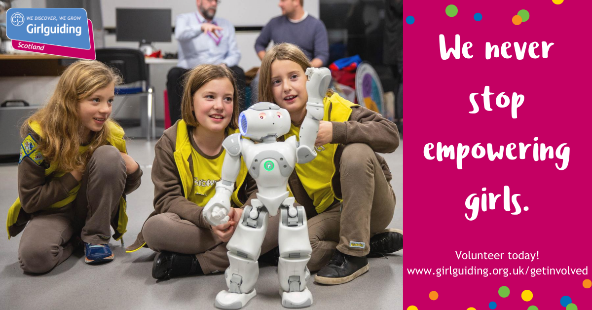 WE DISCOVER, WE GROW
Girlguiding
Scotland
We never
stop
empowering
girls.
Volunteer today!
www.girlguiding.org.uk/getinvolved